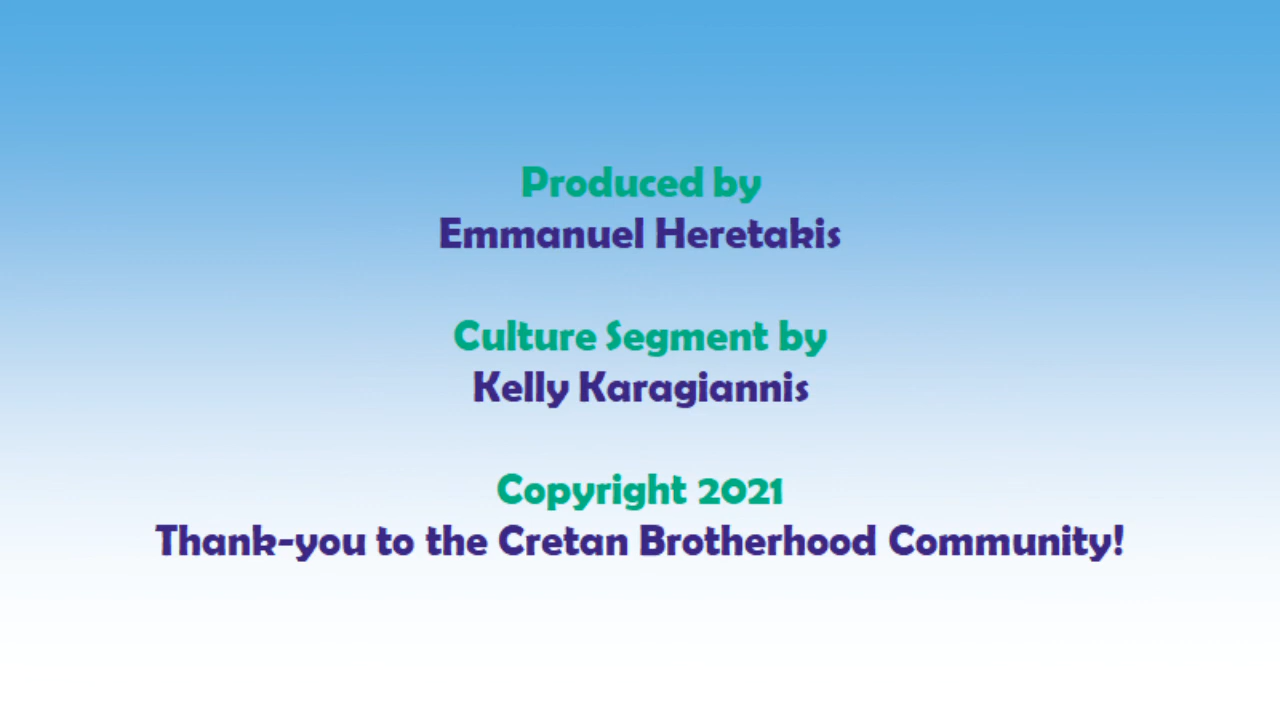 Produced by
Emmanuel Heretakis
Culture Segment by
Kelly Karagiannis
Copyright 2021
Thank-you to the Cretan Brotherhood Community!